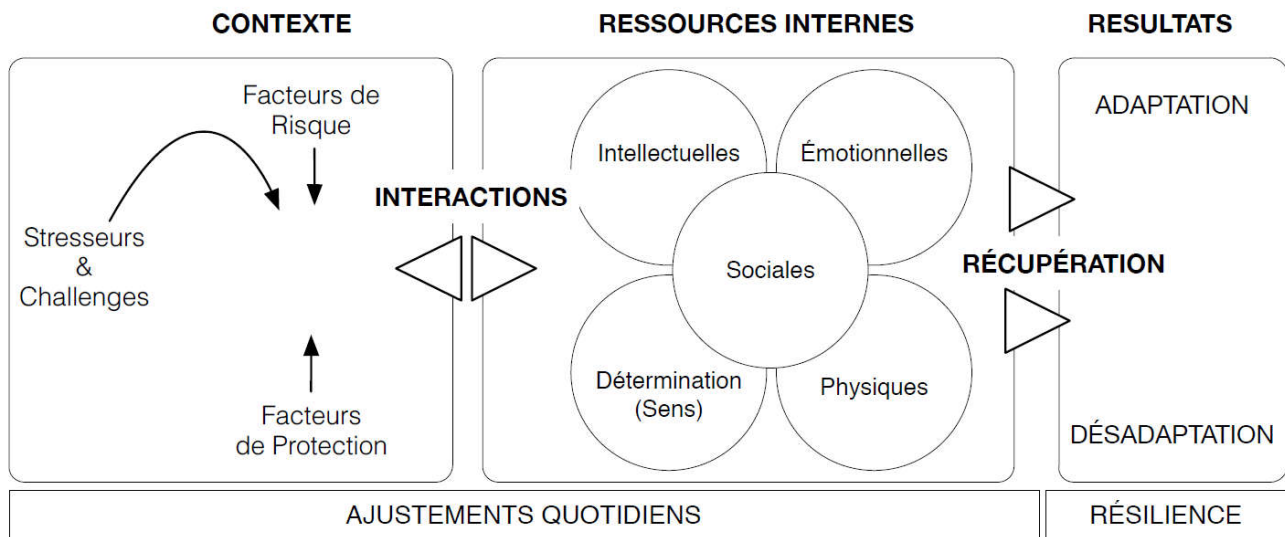 CONTEXTE
RESSOURCES INTERNES
RESULTATS
Facteurs de
Risque
Stresseurs
&
Challenges
Facteurs
de Protection
INTERACTIONS
Intellectuelles
Émotionnelles
Sociales
Détermination
(Sens)
Physiques
RÉCUPÉRATION
ADAPTATION
DÉSADAPTATION
AJUSTEMENTS QUOTIDIENS
RÉSILIENCE